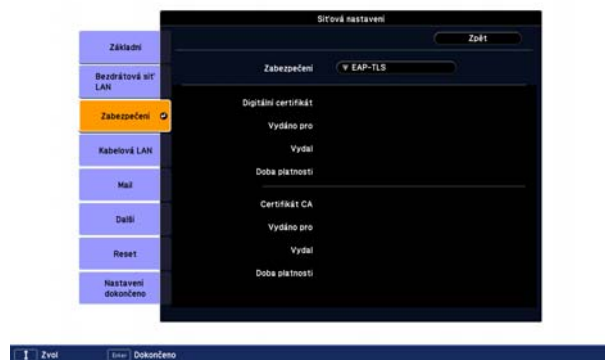 Síťová nastavení
Zpět
Základní
Bezdrátová síť
LAN
Zabezpečení
Kabelová LAN
Mail
Další
Reset
Nastavení
dokončeno
Zabezpečení
EAP-TLS
Digitální certifikát
Vydáno pro
Vydal
Doba platnosti
Certifikát CA
Vydáno pro
Vydal
Doba platnosti
Zvol
Enter Dokončeno